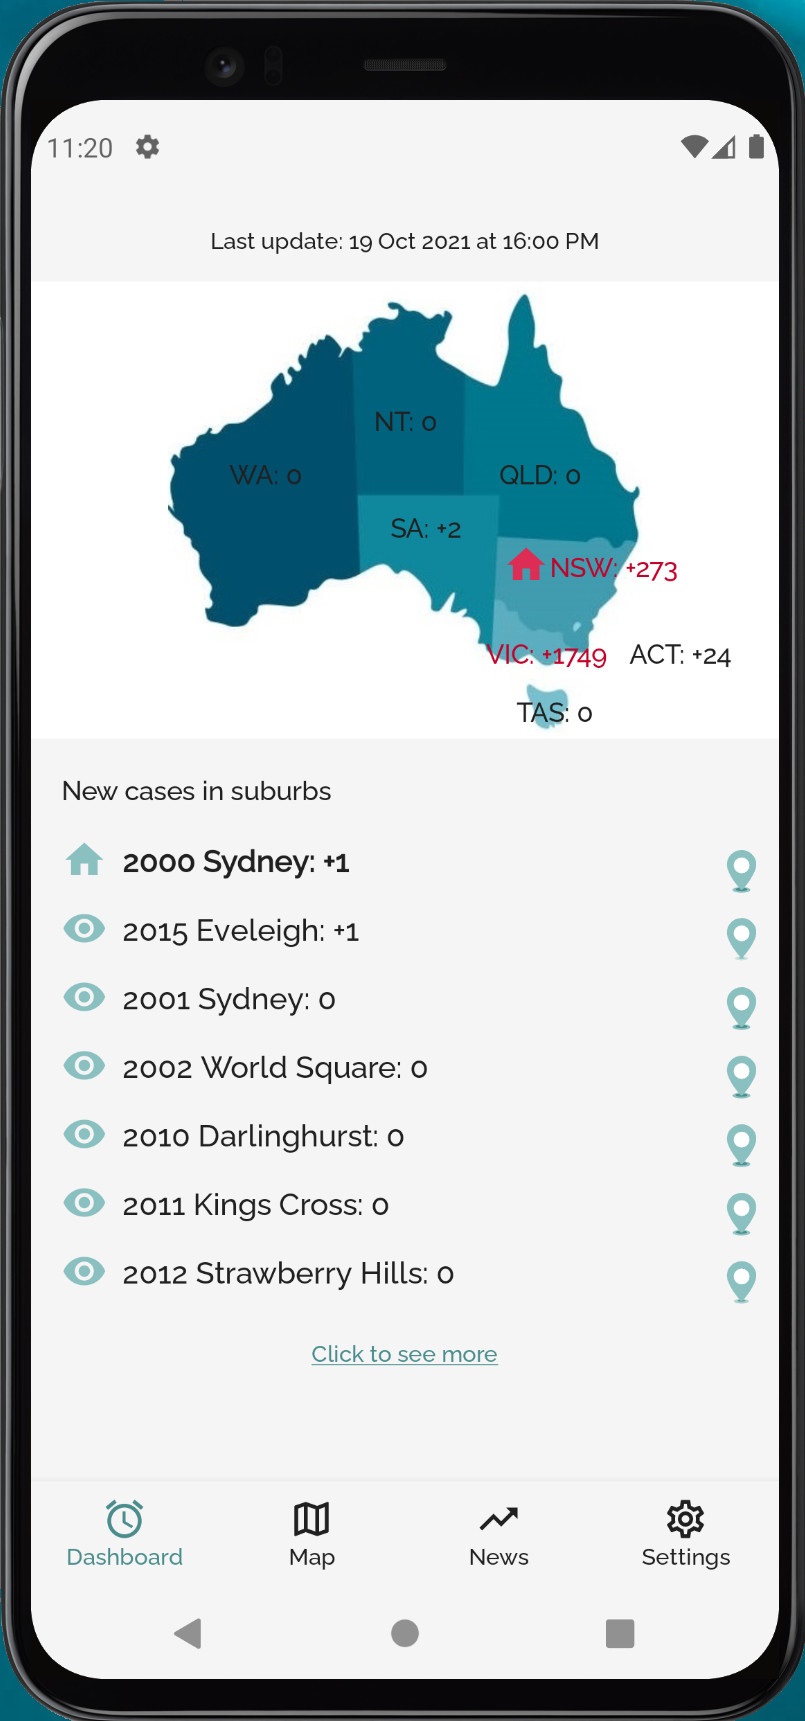 11:20
Last update: 19 Oct 2021 at 16:00 PM
NT: 0
WA: 0
QLD: 0
SA: +2
NSW: +273
VIC: +1749
ACT: +24
TAS: 0
New cases in suburbs
2000 Sydney: +1
2015 Eveleigh: +1
2001 Sydney: 0
2002 World Square: 0
2010 Darlinghurst: 0
2011 Kings Cross: 0
2012 Strawberry Hills: 0
Click to see more
Dashboard
Map
News
Settings